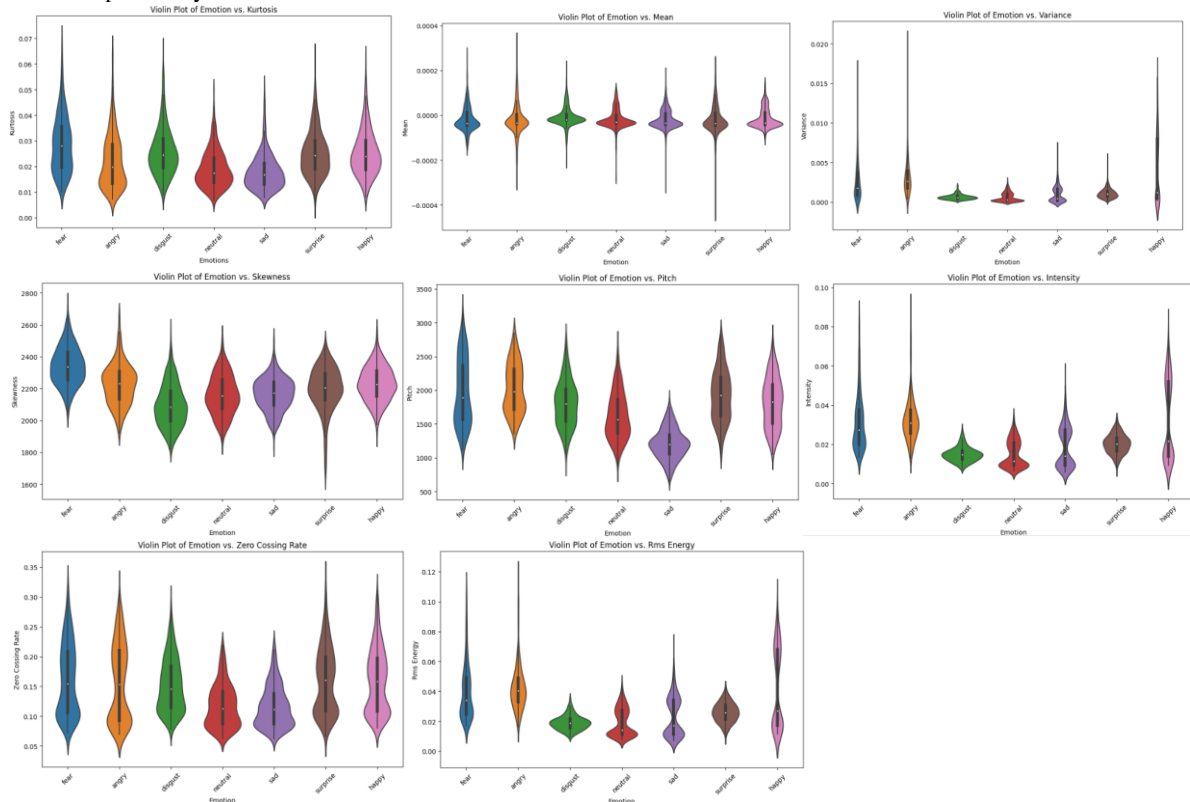 Violin Plot of Emotion vs. Kurtosis
Kurtosis
0.07
0.06
0.05
0.04
0.03
0.02
0.01
0.00
fear angry disgust neutral sad surprise happy
Emotions
Violin Plot of Emotion vs. Mean
Mean
0.0004
0.0002
0.0000
−0.0002
−0.0004
fear angry disgust neutral sad surprise happy
Emotion
Violin Plot of Emotion vs. Variance
Variance
0.020
0.015
0.010
0.005
0.000
fear angry disgust neutral sad surprise happy
Emotion
Violin Plot of Emotion vs. Skewness
Skewness
2800
2600
2400
2200
2000
1800
1600
fear angry disgust neutral sad surprise happy
Emotion
Violin Plot of Emotion vs. Pitch
Pitch
3500
3000
2500
2000
1500
1000
500
fear angry disgust neutral sad surprise happy
Emotion
Violin Plot of Emotion vs. Intensity
Intensity
0.10
0.08
0.06
0.04
0.02
0.00
fear angry disgust neutral sad surprise happy
Emotion
Violin Plot of Emotion vs. Zero Cossing Rate
Zero Cossing Rate
0.35
0.30
0.25
0.20
0.15
0.10
0.05
fear angry disgust neutral sad surprise happy
Emotion
Violin Plot of Emotion vs. Rms Energy
Rms Energy
0.12
0.10
0.08
0.06
0.04
0.02
0.00
fear angry disgust neutral sad surprise happy
Emotion